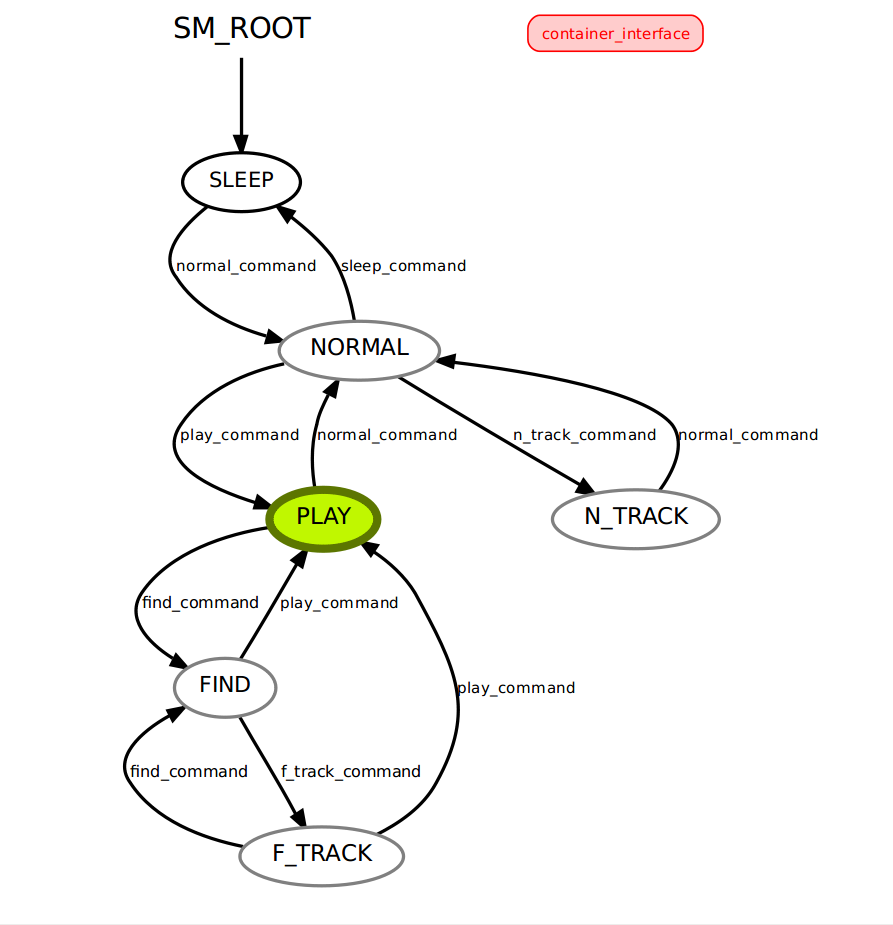 SM_ROOT
container_interface
SLEEP
normal_command
sleep_command
NORMAL
play_command
normal_command
n_track_command
normal_command
PLAY
N_TRACK
find_command
play_command
FIND
play_command
find_command
f_track_command
F_TRACK